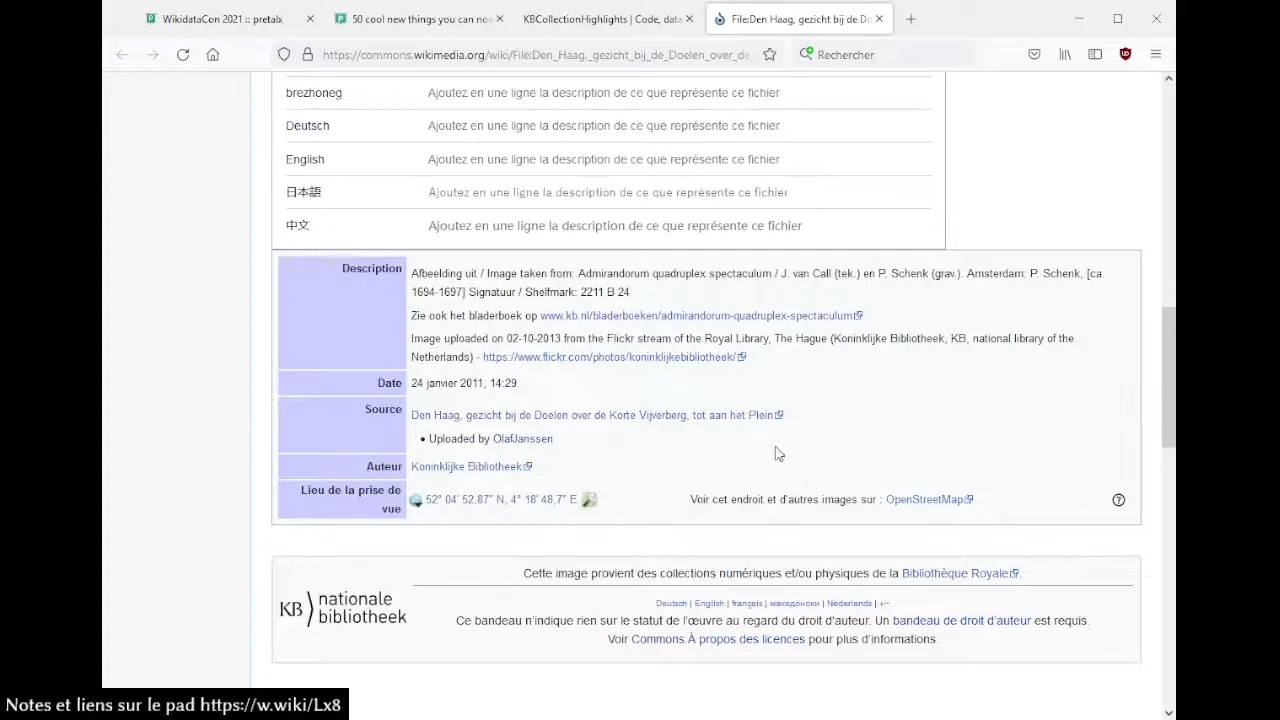 WikidataCon 2021 :: pretalx
50 cool new things you can now
KBCollectionHighlights | Code, data
File:Den Haag, gezicht bij de Do
https://commons.wikimedia.org/wiki/File:Den_Haag,_gezicht_bij_de_Doelen_over_de
Rechercher
brezhoneg Ajoutez en une ligne la description de ce que représente ce fichier
Deutsch Ajoutez en une ligne la description de ce que représente ce fichier
English Ajoutez en une ligne la description de ce que représente ce fichier
日本語 Ajoutez en une ligne la description de ce que représente ce fichier
中文 Ajoutez en une ligne la description de ce que représente ce fichier
Description Afbeelding uit / Image taken from: Admirandorum quadruplex spectaculum / J. van Call (tek.) en P. Schenk (grav.). Amsterdam: P. Schenk, [ca.
1694-1697] Signatuur / Shelfmark: 2211 B 24
Zie ook het bladerboek op www.kb.nl/bladerboeken/admirandorum-quadruplex-spectaculum
Image uploaded on 02-10-2013 from the Flickr stream of the Royal Library, The Hague (Koninklijke Bibliotheek, KB, national library of the
Netherlands) - https://www.flickr.com/photos/koninklijkebibliotheek/
Date 24 janvier 2011, 14:29
Source Den Haag, gezicht bij de Doelen over de Korte Vijverberg, tot aan het Plein
• Uploaded by OlafJanssen
Auteur Koninklijke Bibliotheek
Lieu de la prise de
vue
52° 04′ 52,87″ N, 4° 18′ 48,7″ E Voir cet endroit et d'autres images sur : OpenStreetMap ?
Cette image provient des collections numériques et/ou physiques de la Bibliothèque Royale.
KB nationale
bibliotheek
Deutsch | English | français | македонски | Nederlands | +−
Ce bandeau n'indique rien sur le statut de l'œuvre au regard du droit d'auteur. Un bandeau de droit d'auteur est requis.
Voir Commons:À propos des licences pour plus d'informations.
Notes et liens sur le pad https://w.wiki/Lx8